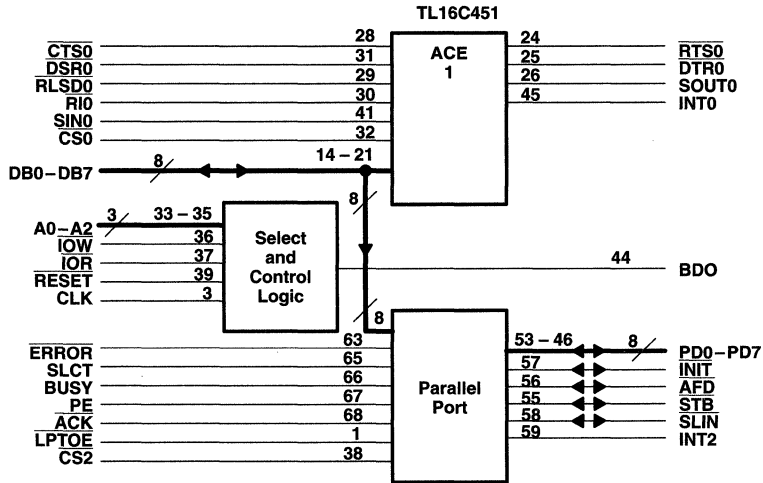 TL16C451
CTS0 28 ACE 1 24 RTS0
DSR0 31 25 DTR0
RLSD0 29 26 SOUT0
RI0 30 45 INT0
SIN0 41
CS0 32
DB0–DB7 8 14 – 21
8
A0–A2 3 33 – 35
IOW 36 Select and Control Logic
IOR 37
RESET 39 44 BDO
CLK 3
8
ERROR 63 53 – 46 8 PD0–PD7
SLCT 65 57 INIT
BUSY 66 Parallel Port 56 AFD
PE 67 55 STB
ACK 68 58 SLIN
LPTOE 1 59 INT2
CS2 38